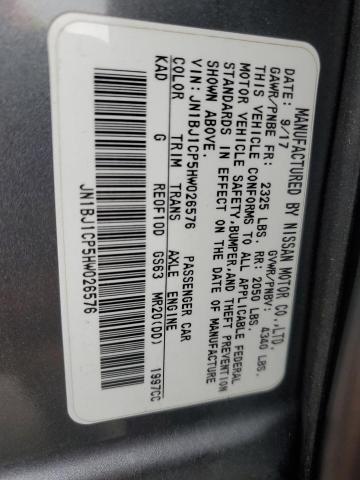 MANUFACTURED BY NISSAN MOTOR CO.,LTD.
DATE: 9/17 GVWR/PNBV: 4340 LBS.
GAWR/PNBE FR: 2325 LBS. RR: 2050 LBS.
THIS VEHICLE CONFORMS TO ALL APPLICABLE FEDERAL
MOTOR VEHICLE SAFETY,BUMPER,AND THEFT PREVENTION
STANDARDS IN EFFECT ON THE DATE OF MANUFACTURE
SHOWN ABOVE.
VIN: JN1BJ1CP5HW026576 PASSENGER CAR
COLOR TRIM TRANS AXLE ENGINE
KAD G RE0F10D GS63 MR20(DD) 1997CC
JN1BJ1CP5HW026576